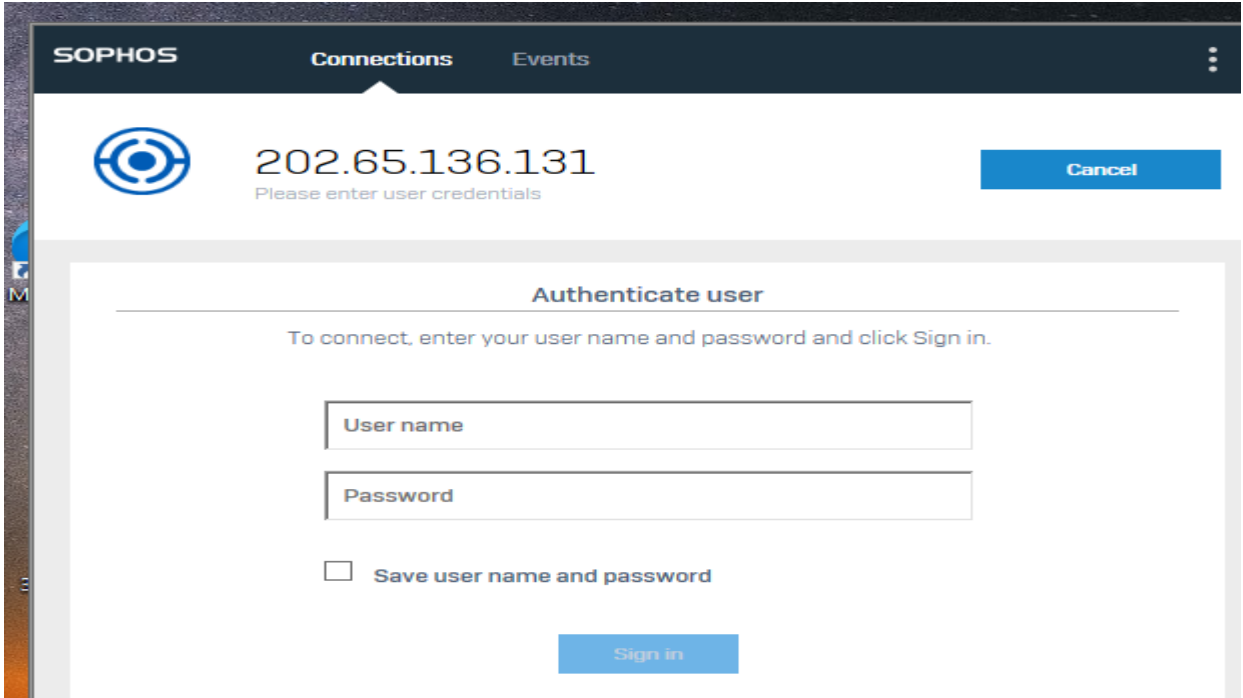 SOPHOS Connections Events
202.65.136.131
Cancel
Please enter user credentials
M
Authenticate user
To connect, enter your user name and password and click Sign in.
User name
Password
Save user name and password
Sign in